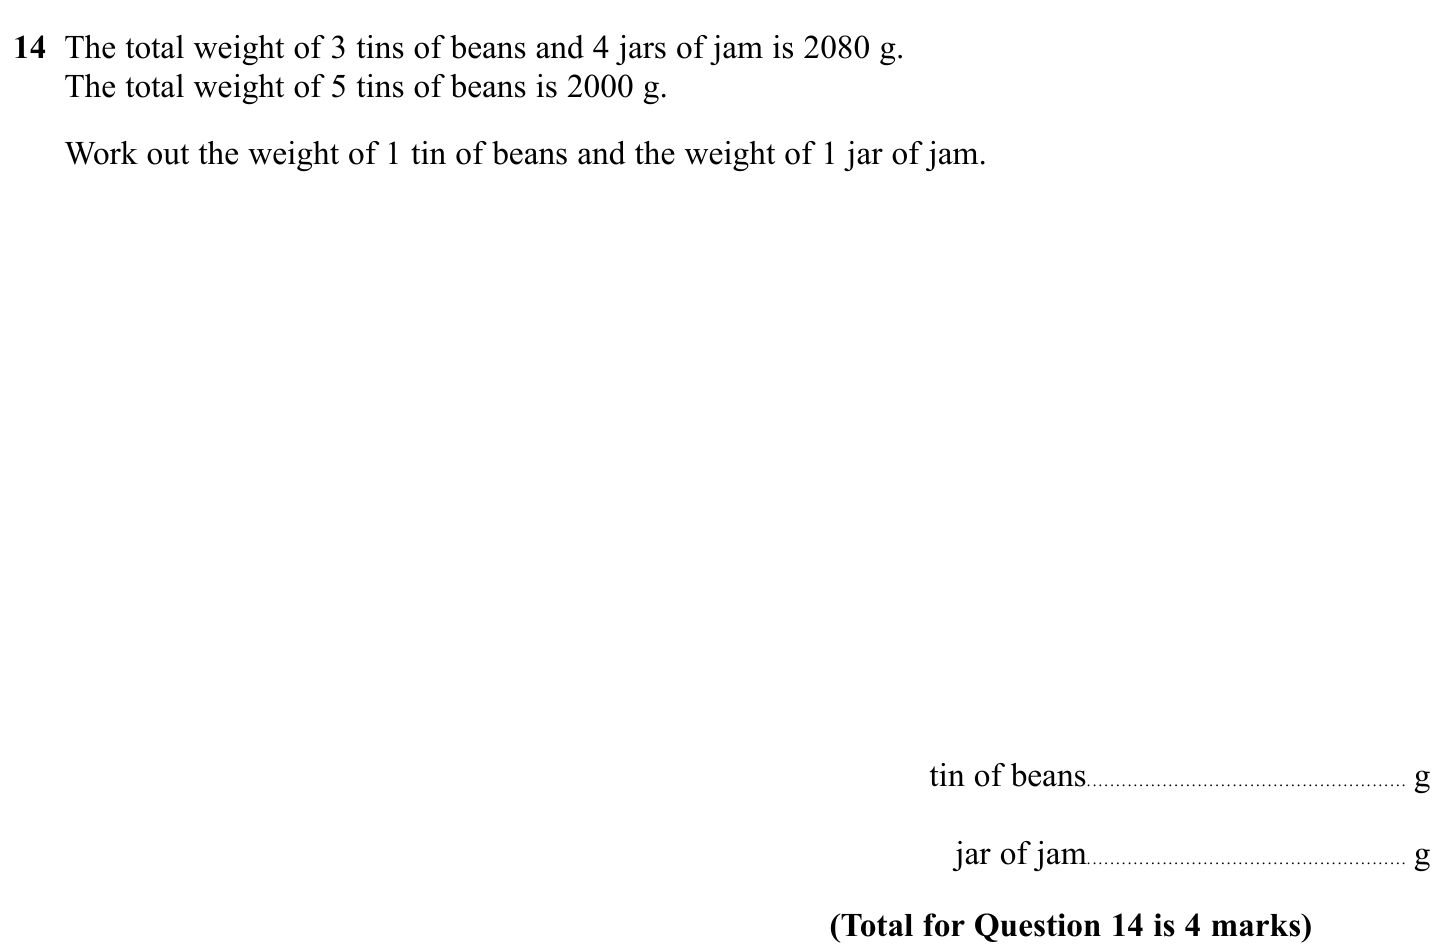 14 The total weight of 3 tins of beans and 4 jars of jam is 2080 g.
The total weight of 5 tins of beans is 2000 g.
Work out the weight of 1 tin of beans and the weight of 1 jar of jam.
tin of beans...................................................... g
jar of jam...................................................... g
(Total for Question 14 is 4 marks)